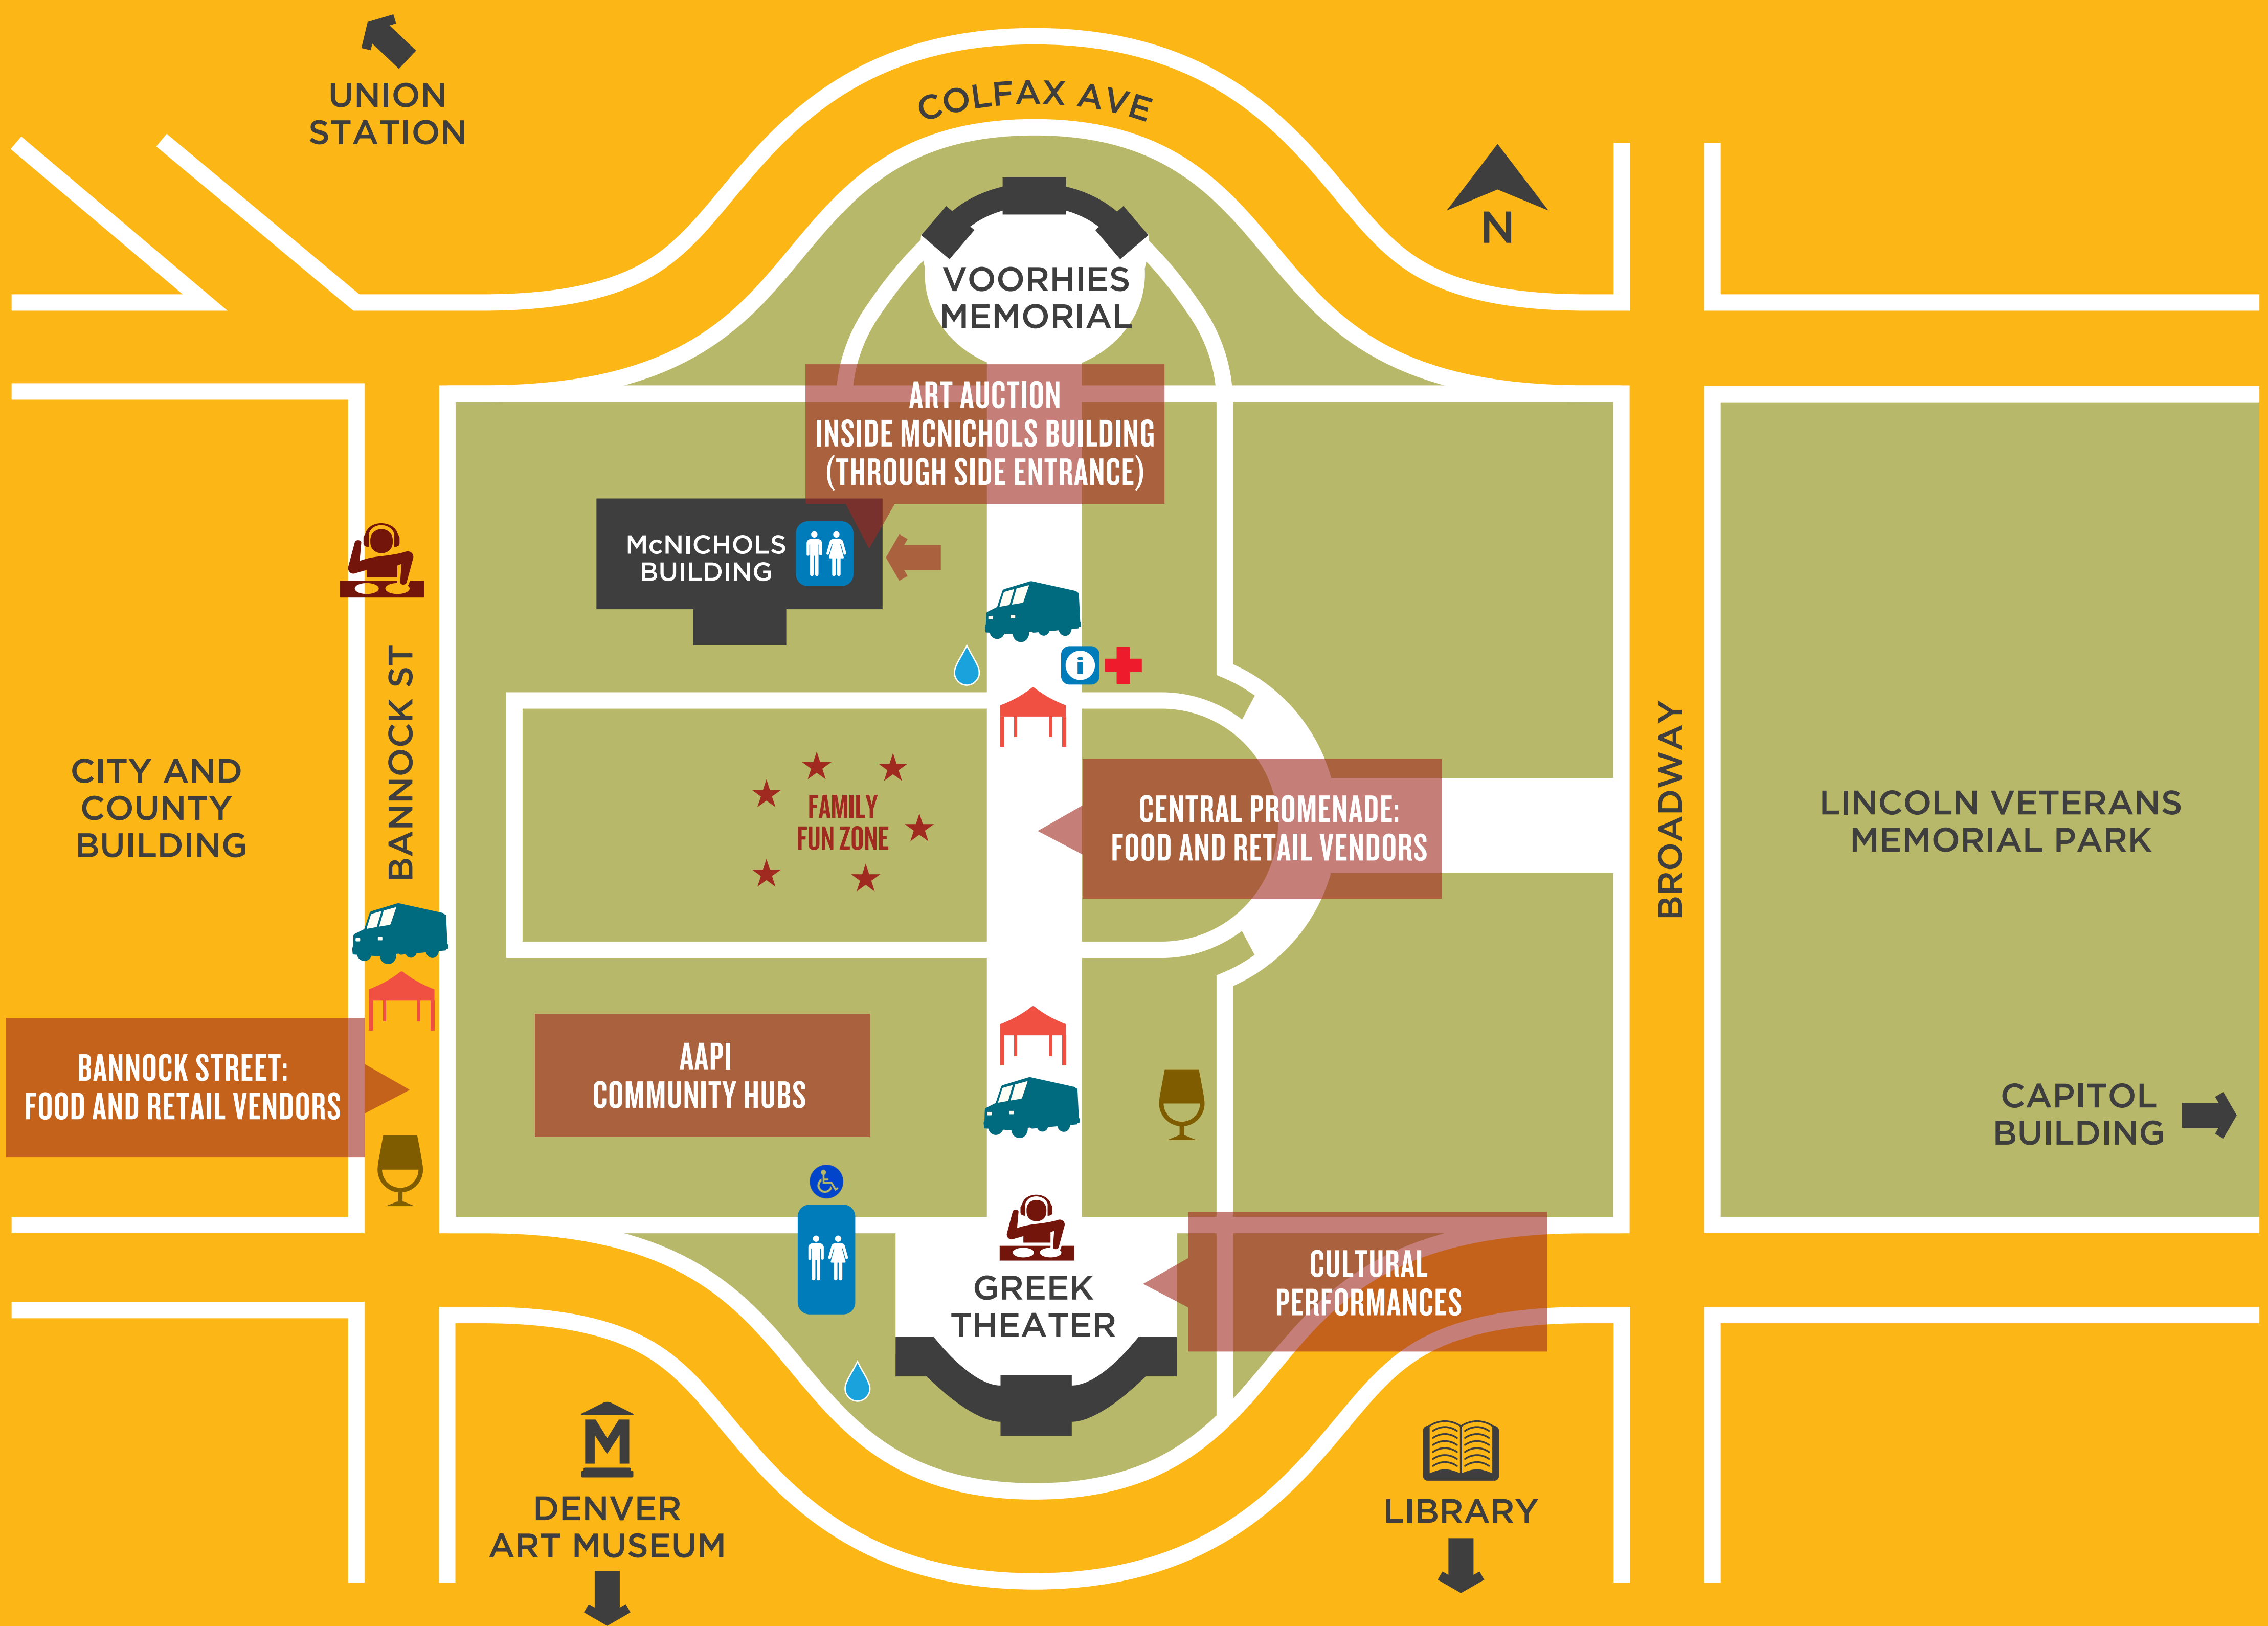 UNION
STATION
COLFAX AVE
N
VOORHIES
MEMORIAL
ART AUCTION
INSIDE MCNICHOLS BUILDING
(THROUGH SIDE ENTRANCE)
McNICHOLS
BUILDING
i
BANNOCK ST
CITY AND
COUNTY
BUILDING
FAMILY
FUN ZONE
CENTRAL PROMENADE:
FOOD AND RETAIL VENDORS
BROADWAY
LINCOLN VETERANS
MEMORIAL PARK
BANNOCK STREET:
FOOD AND RETAIL VENDORS
AAPI
COMMUNITY HUBS
CAPITOL
BUILDING
GREEK
THEATER
CULTURAL
PERFORMANCES
M
DENVER
ART MUSEUM
LIBRARY